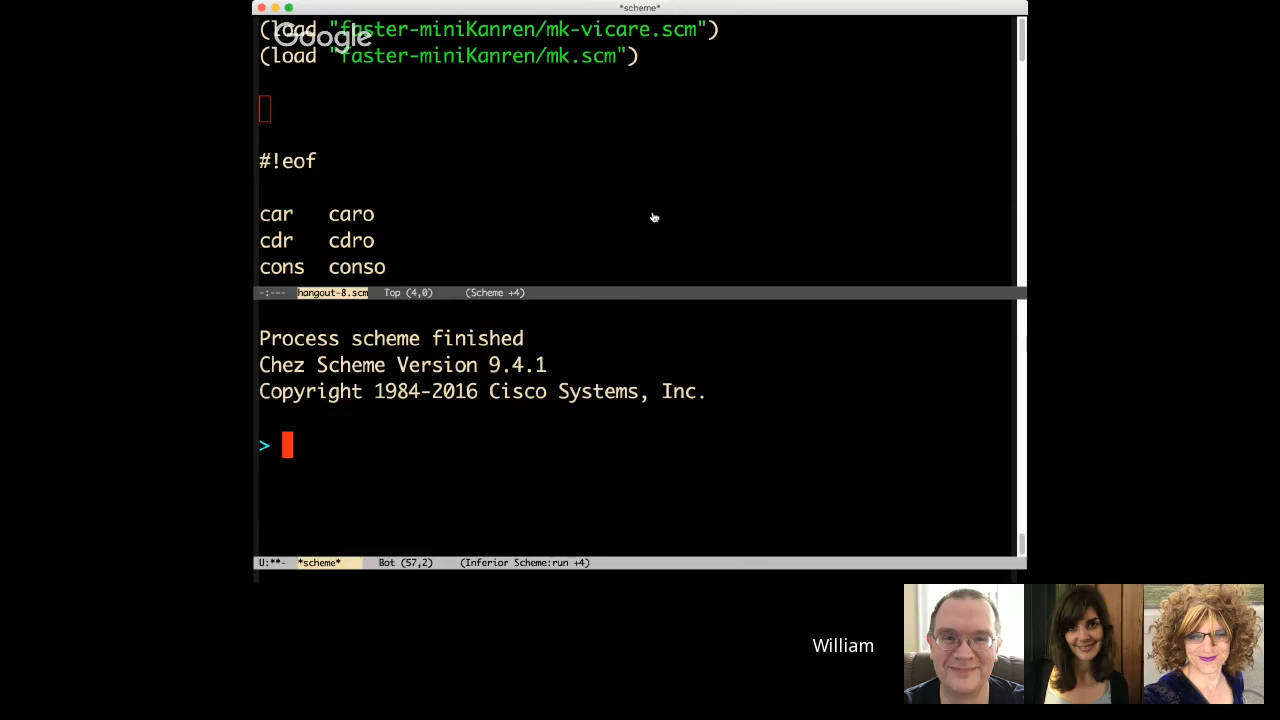 *scheme*
(load "faster-miniKanren/mk-vicare.scm")
Google
(load "faster-miniKanren/mk.scm")
#!eof
car caro
cdr cdro
cons conso
-:--- hangout-8.scm Top (4,0) (Scheme +4)
Process scheme finished
Chez Scheme Version 9.4.1
Copyright 1984-2016 Cisco Systems, Inc.
>
U:**- *scheme* Bot (57,2) (Inferior Scheme:run +4)
William